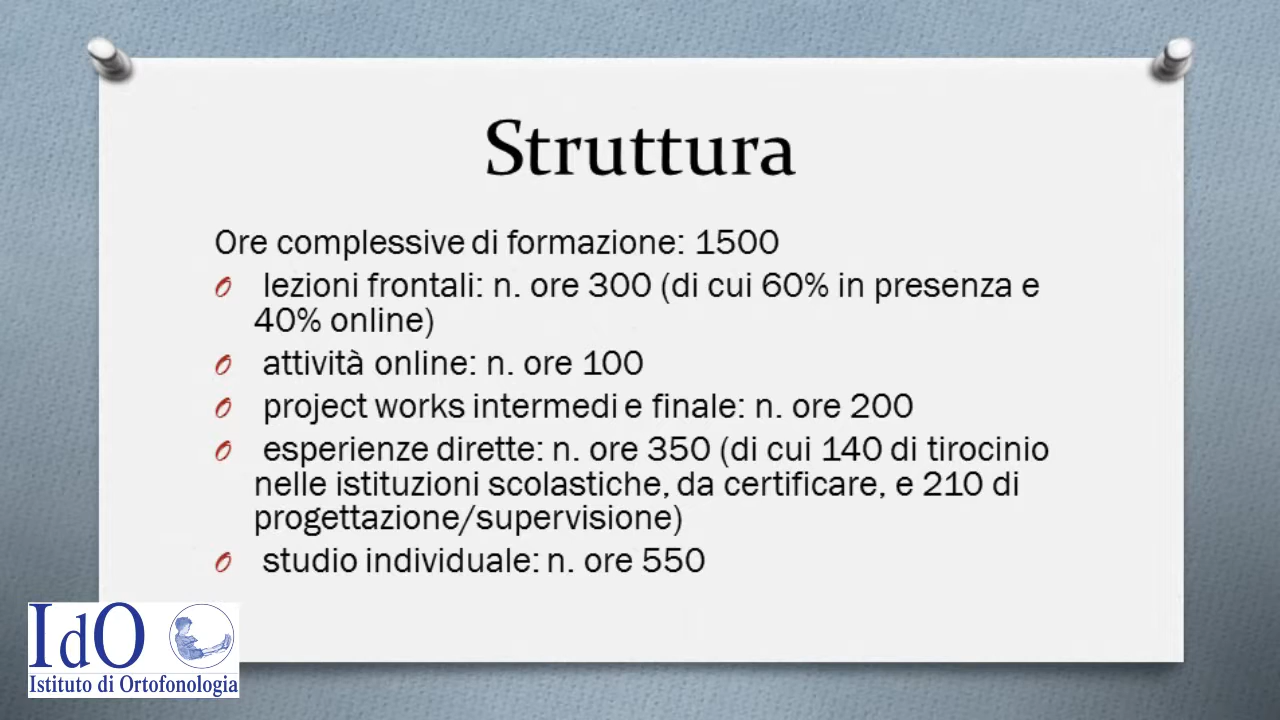 Struttura
Ore complessive di formazione: 1500
lezioni frontali: n. ore 300 (di cui 60% in presenza e
40% online)
attività online: n. ore 100
project works intermedi e finale: n. ore 200
esperienze dirette: n. ore 350 (di cui 140 di tirocinio
nelle istituzioni scolastiche, da certificare, e 210 di
progettazione/supervisione)
studio individuale: n. ore 550
IdO
Istituto di Ortofonologia